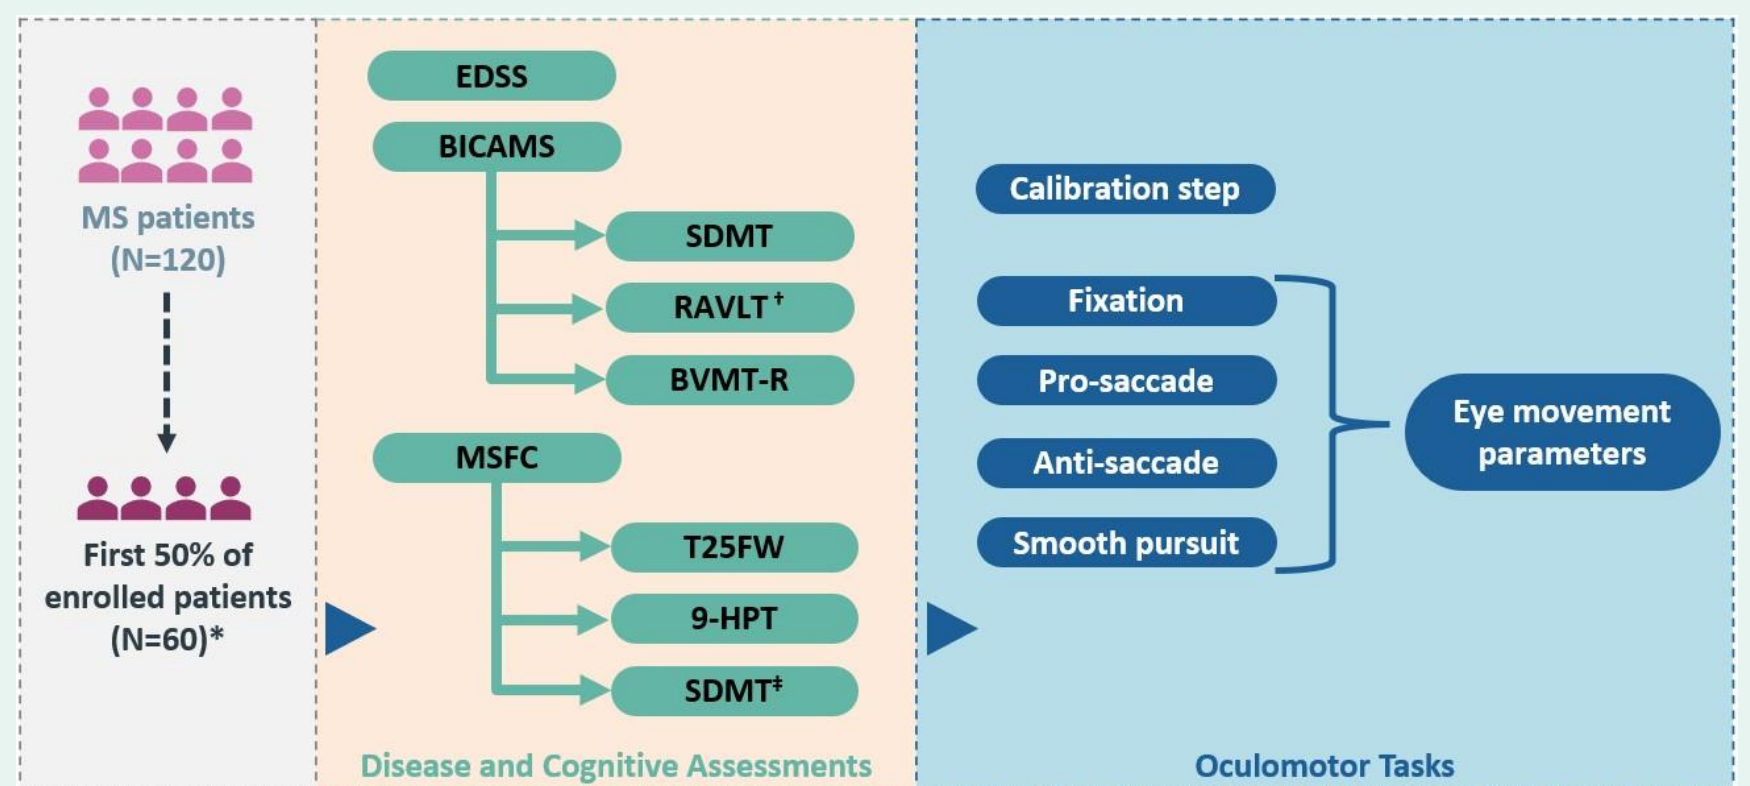 MS patients
(N=120)
First 50% of
enrolled patients
(N=60)*
EDSS
BICAMS
SDMT
RAVLT †
BVMT-R
MSFC
T25FW
9-HPT
SDMT‡
Disease and Cognitive Assessments
Calibration step
Fixation
Pro-saccade
Anti-saccade
Smooth pursuit
Eye movement
parameters
Oculomotor Tasks